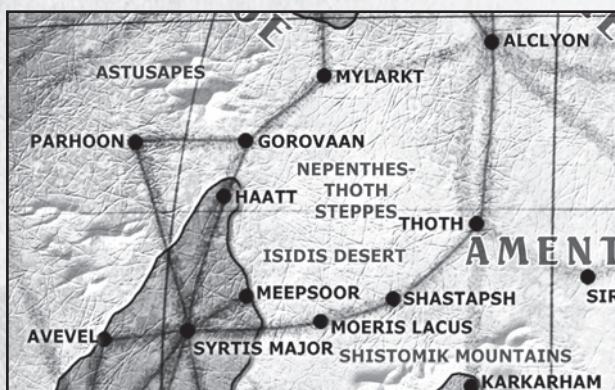 ALCLYON
ASTUSAPES
MYLARKT
PARHOON
GOROVAAN
NEPENTHES-
THOTH
STEPPES
HAATT
THOTH
ISIDIS DESERT
AMENT
SIR
MEEPSOOR
SHASTAPSH
MOERIS LACUS
AVEVEL
SYRTIS MAJOR
SHISTOMIK MOUNTAINS
KARKARHAM